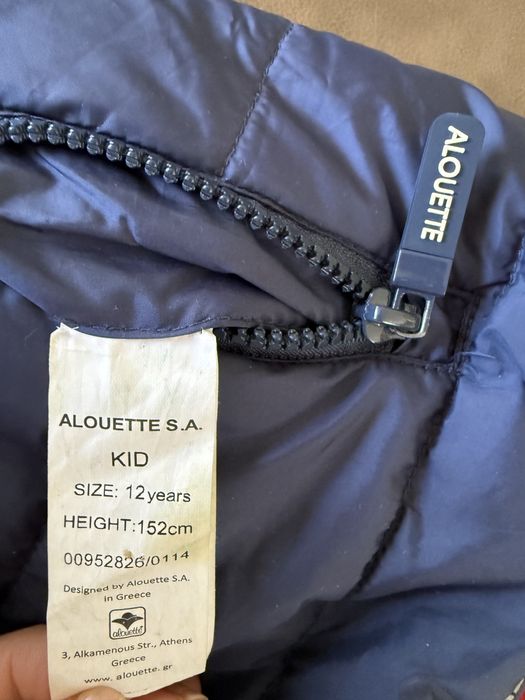 ALOUETTE
ALOUETTE S.A.
KID
SIZE: 12years
HEIGHT:152cm
00952826/0114
Designed by Alouette S.A.
in Greece
alouette
3, Alkamenous Str., Athens
Greece
www. alouette. gr